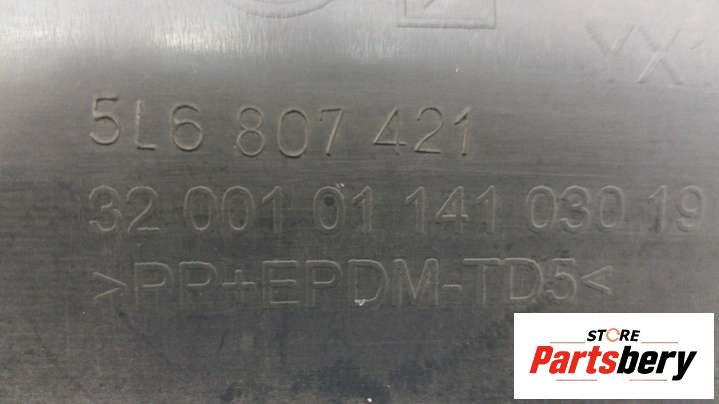 YX
5L6 807 421
32 001 01 141 030 19
>PP+EPDM-TD5<
STORE
Partsbery